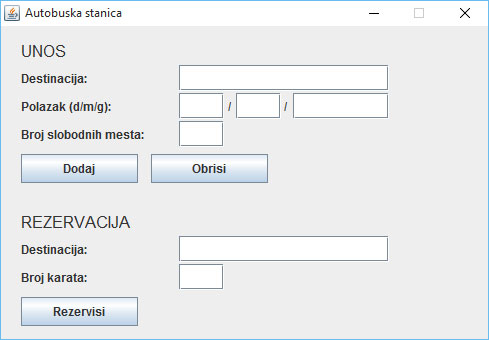 Autobuska stanica
UNOS
Destinacija:
Polazak (d/m/g): / /
Broj slobodnih mesta:
Dodaj Obrisi
REZERVACIJA
Destinacija:
Broj karata:
Rezervisi